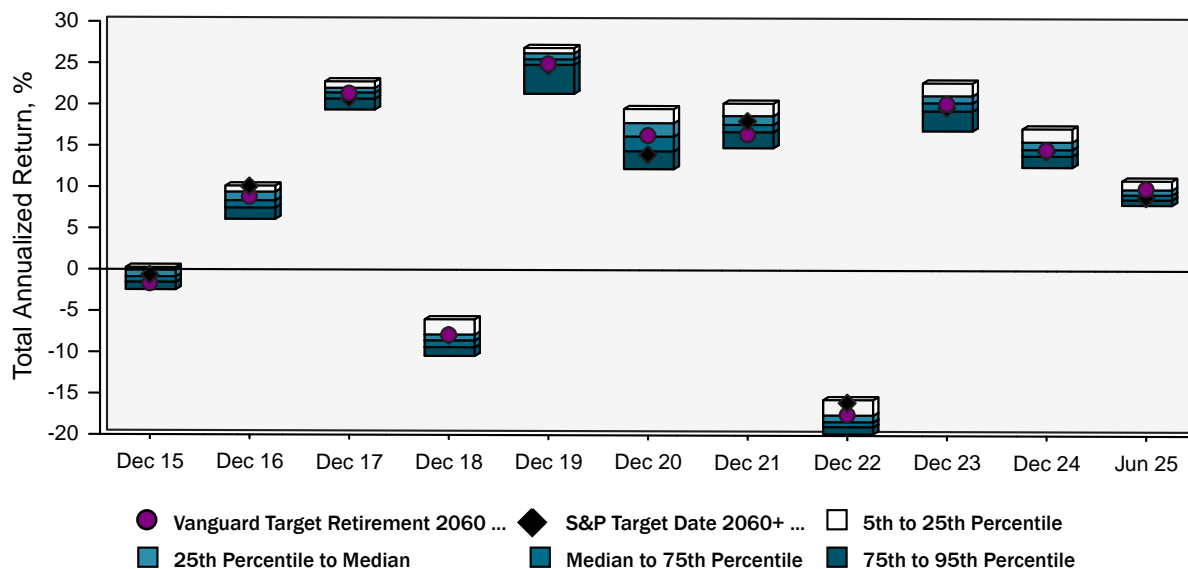 Total Annualized Return, %
30
25
20
15
10
5
0
-5
-10
-15
-20
Dec 15 Dec 16 Dec 17 Dec 18 Dec 19 Dec 20 Dec 21 Dec 22 Dec 23 Dec 24 Jun 25
Vanguard Target Retirement 2060 ... S&P Target Date 2060+ ... 5th to 25th Percentile
25th Percentile to Median Median to 75th Percentile 75th to 95th Percentile